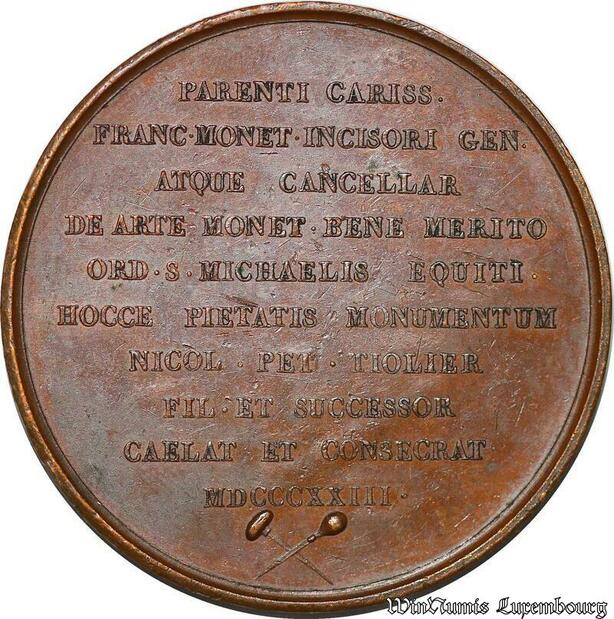 PARENTI CARISS.
FRANC·MONET·INCISORI GEN.
ATQUE CANCELLAR
DE ARTE MONET·BENE MERITO
ORD·S·MICHAELIS EQUITI·
HOCCE PIETATIS MONUMENTUM
NICOL·PET·TIOLIER
FIL·ET SUCCESSOR
CAELAT ET CONSECRAT
MDCCCXXIII·
WinNumis Luxembourg